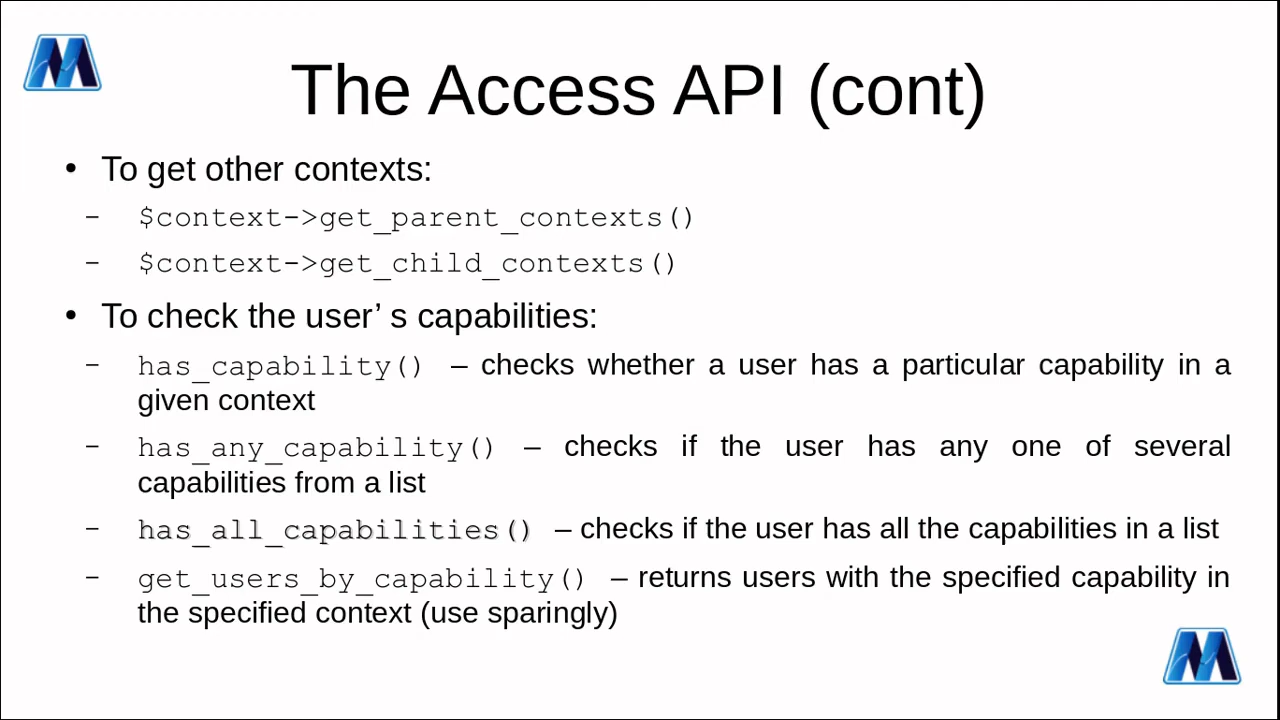 The Access API (cont)
• To get other contexts:
– $context->get_parent_contexts()
– $context->get_child_contexts()
• To check the user’ s capabilities:
– has_capability() – checks whether a user has a particular capability in a
given context
– has_any_capability() – checks if the user has any one of several
capabilities from a list
– has_all_capabilities() – checks if the user has all the capabilities in a list
– get_users_by_capability() – returns users with the specified capability in
the specified context (use sparingly)